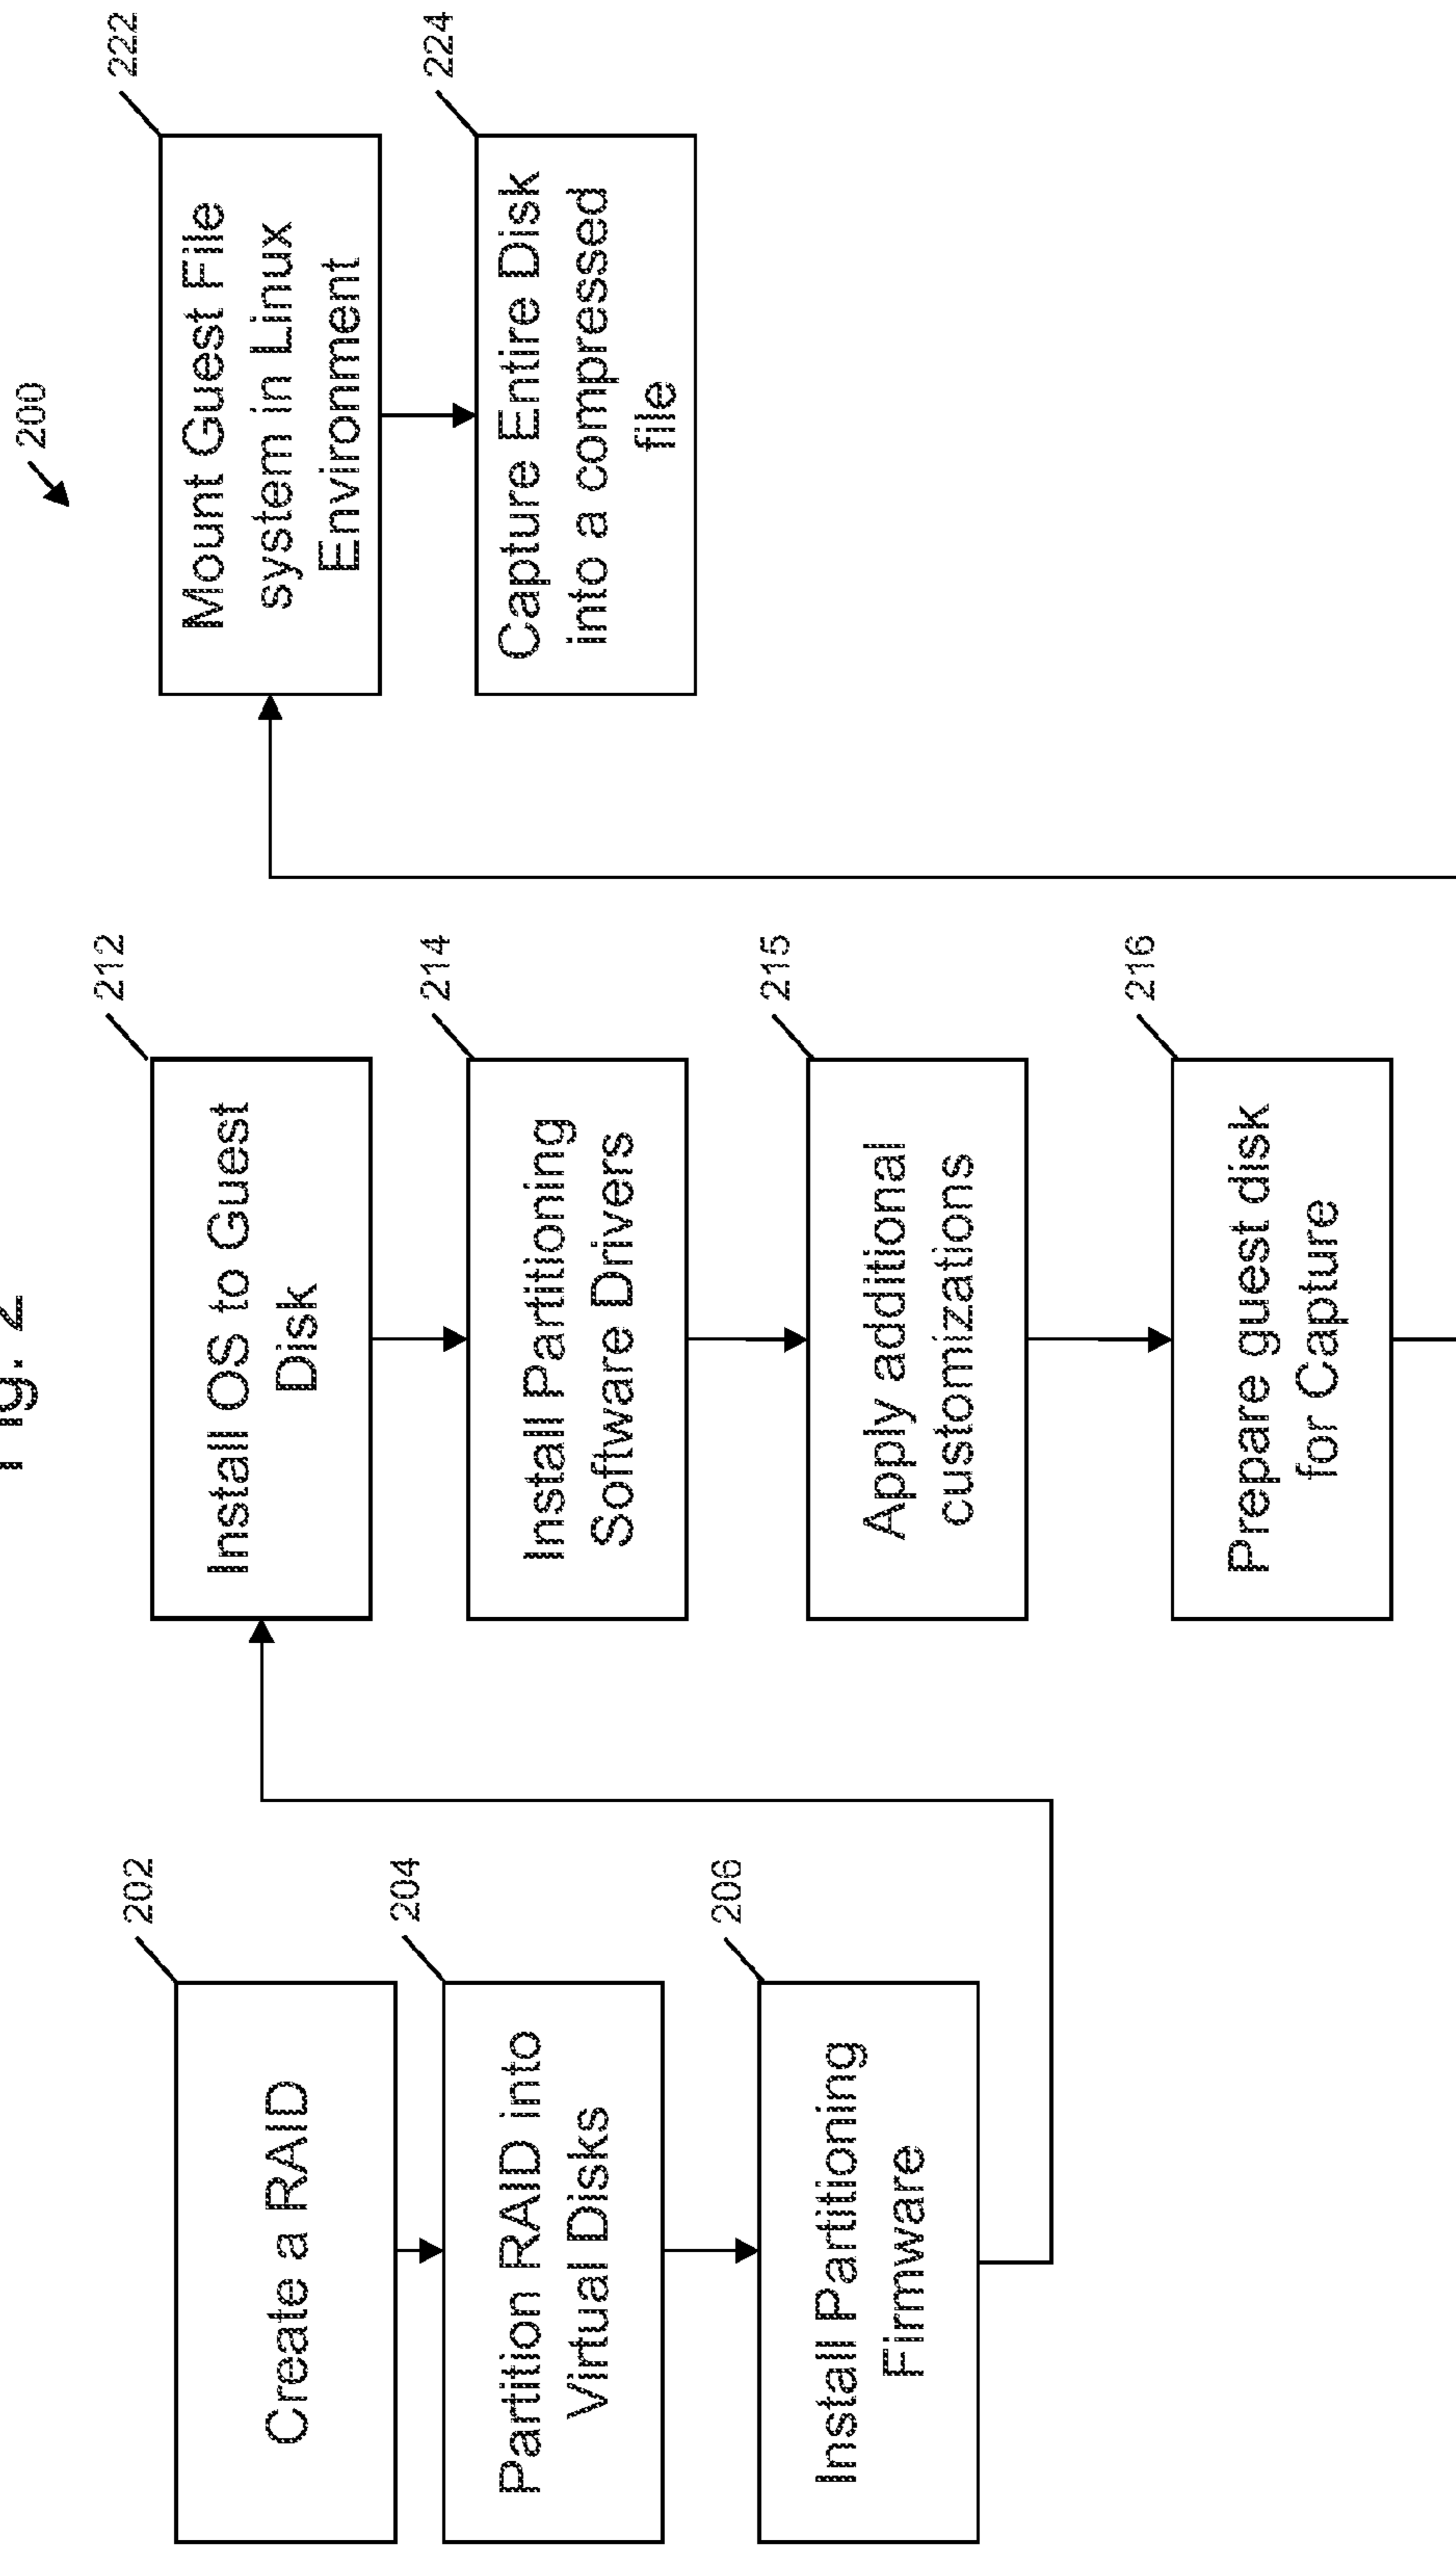 Fig. 2
200
202
Create a RAID
204
Partition RAID into
Virtual Disks
206
Install Partitioning
Firmware
212
Install OS to Guest
Disk
214
Install Partitioning
Software Drivers
215
Apply additional
customizations
216
Prepare guest disk
for Capture
222
Mount Guest File
system in Linux
Environment
224
Capture Entire Disk
into a compressed
file